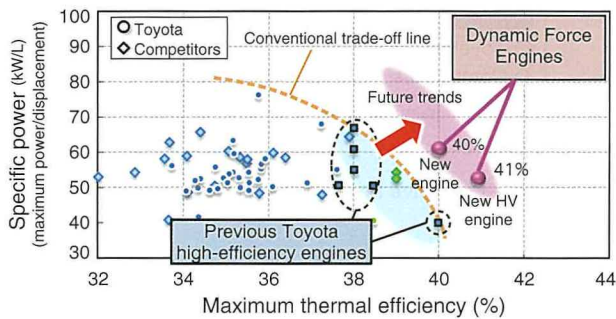 Toyota
Competitors
Conventional trade-off line
Dynamic Force
Engines
Future trends
40%
New
engine
41%
New HV
engine
Previous Toyota
high-efficiency engines
Specific power (kW/L)
(maximum power/displacement)
100
90
80
70
60
50
40
30
32
34
36
38
40
42
44
Maximum thermal efficiency (%)